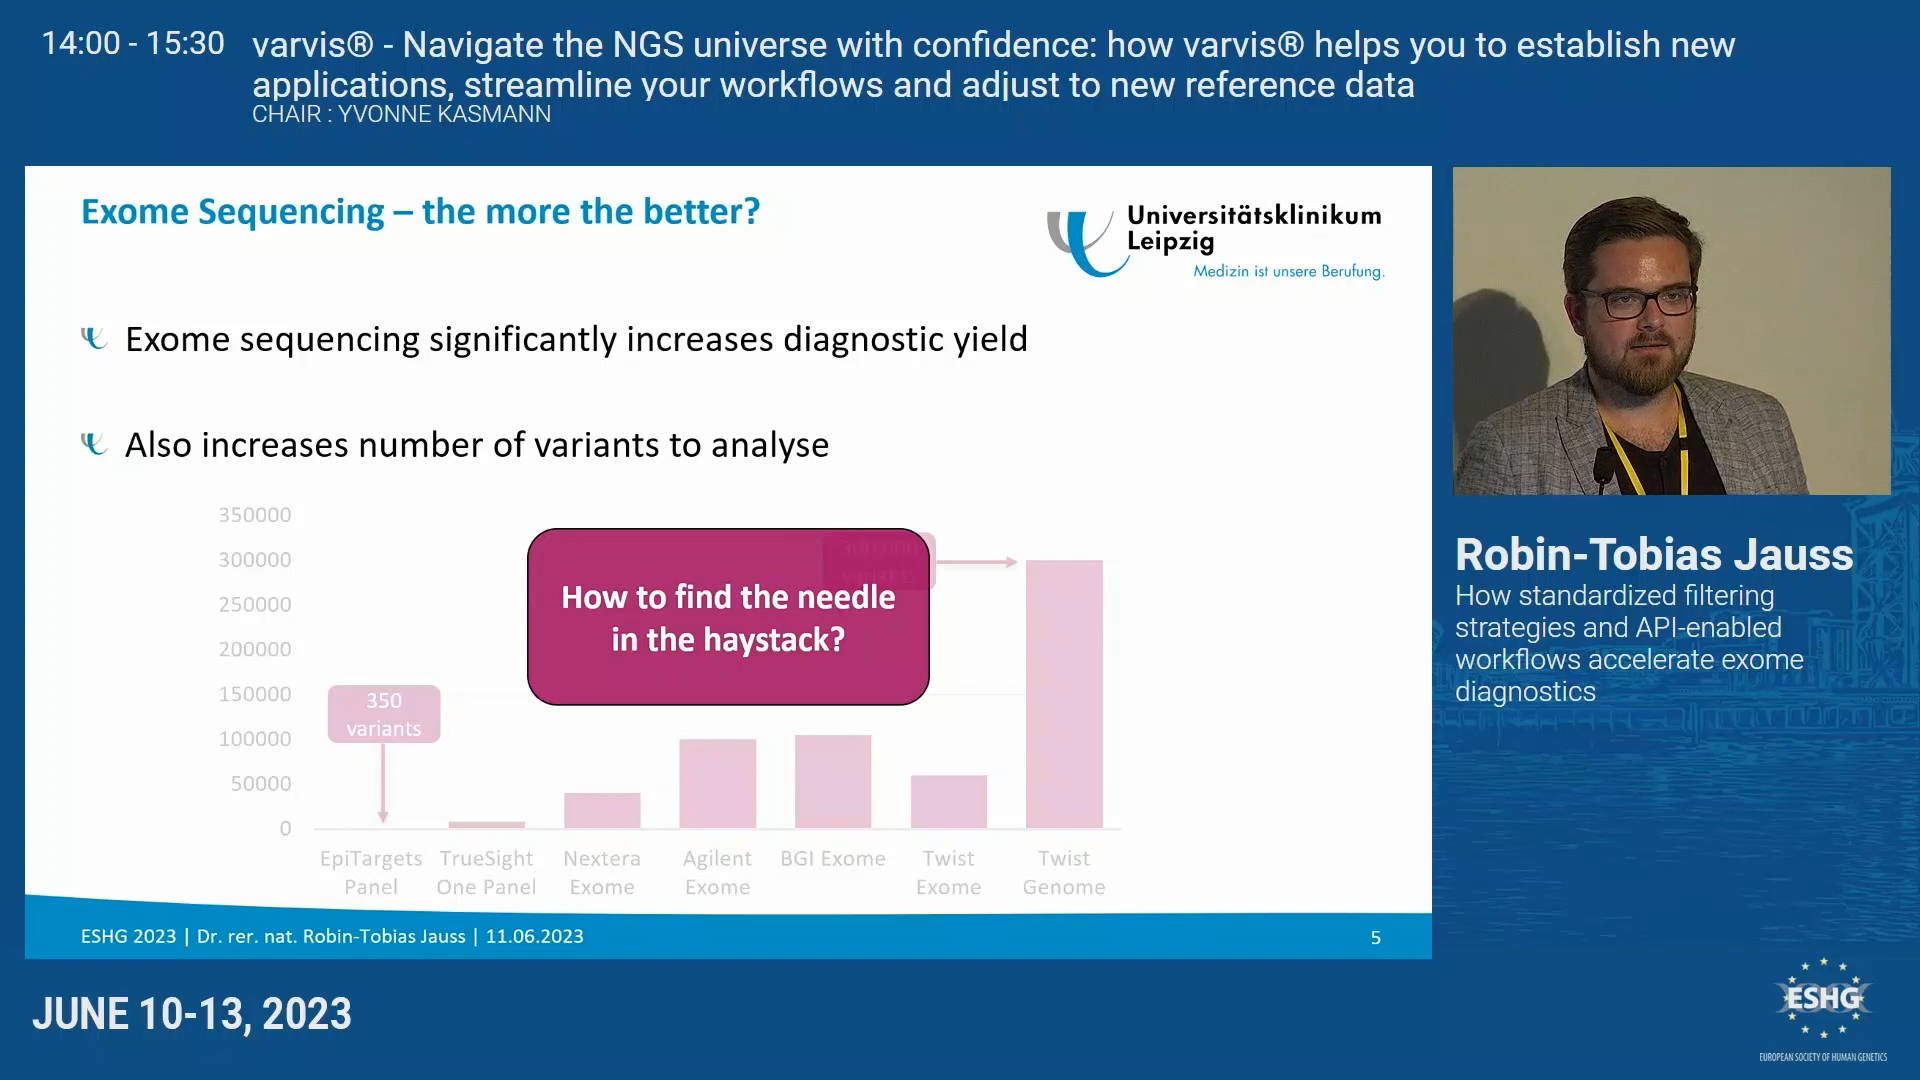 14:00 - 15:30
varvis® - Navigate the NGS universe with confidence: how varvis® helps you to establish new
applications, streamline your workflows and adjust to new reference data
CHAIR : YVONNE KASMANN
Exome Sequencing – the more the better?
Universitätsklinikum
Leipzig
Medizin ist unsere Berufung.
Exome sequencing significantly increases diagnostic yield
Also increases number of variants to analyse
350000
300000
250000
200000
150000
100000
50000
0
350
variants
How to find the needle
in the haystack?
EpiTargets
Panel
TrueSight
One Panel
Nextera
Exome
Agilent
Exome
BGI Exome
Twist
Exome
Twist
Genome
ESHG 2023 | Dr. rer. nat. Robin-Tobias Jauss | 11.06.2023
5
Robin-Tobias Jauss
How standardized filtering
strategies and API-enabled
workflows accelerate exome
diagnostics
JUNE 10-13, 2023
ESHG
EUROPEAN SOCIETY OF HUMAN GENETICS